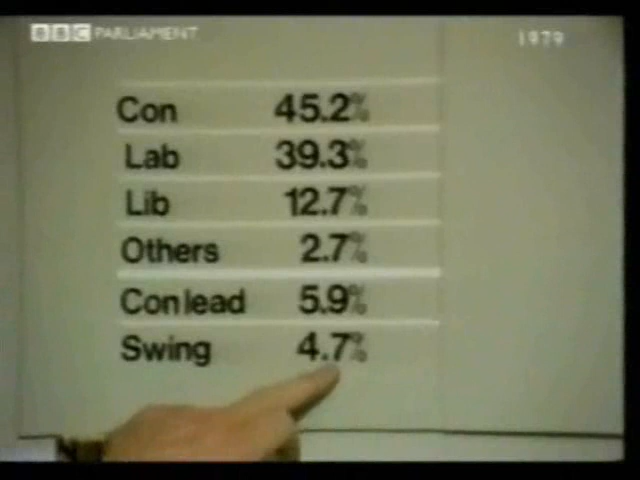 BBC PARLIAMENT 1979
Con 45.2%
Lab 39.3%
Lib 12.7%
Others 2.7%
Con lead 5.9%
Swing 4.7%